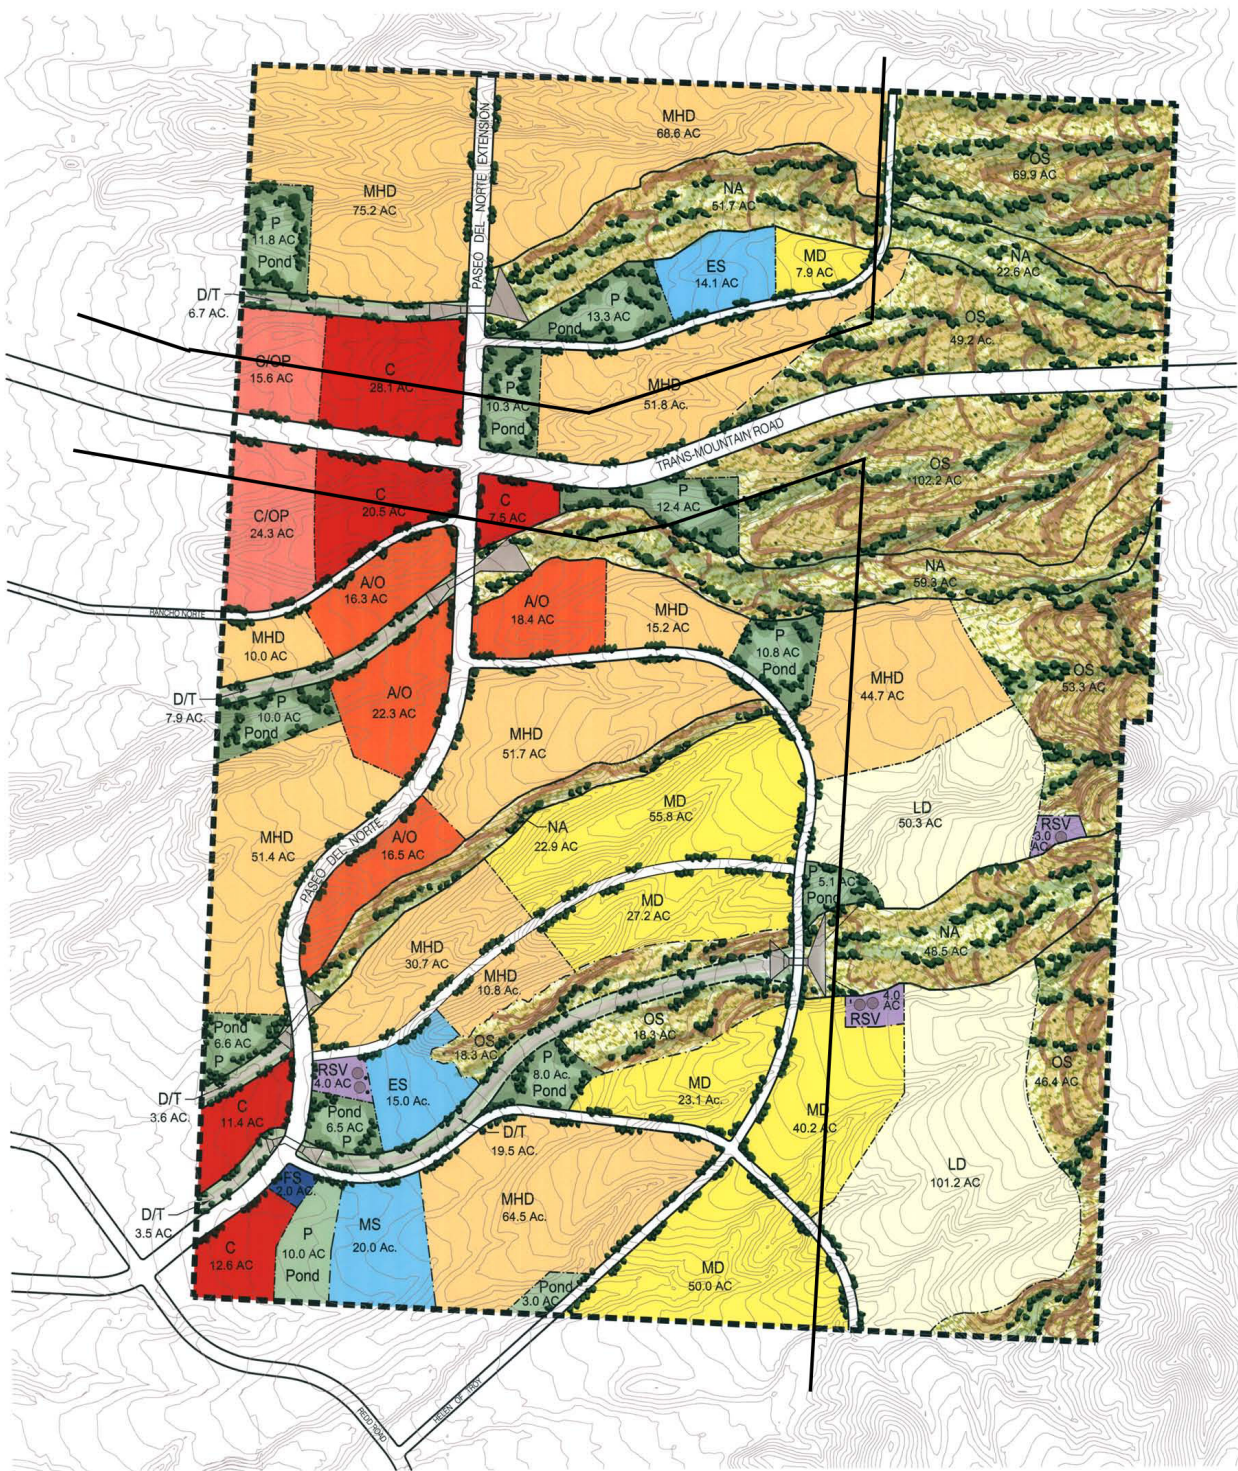 MHD
68.6 AC
PASEO DEL NORTE EXTENSION
OS
69.9 AC
MHD
75.2 AC
NA
51.7 AC
P
11.8 AC
Pond
ES
14.1 AC
MD
7.9 AC
NA
22.6 AC
D/T
6.7 AC.
P
13.3 AC
Pond
OS
49.2 Ac.
C/OP
15.6 AC
C
28.1 AC
P
10.3 AC
Pond
MHD
51.8 Ac.
TRANS-MOUNTAIN ROAD
OS
102.2 AC
C/OP
24.3 AC
C
20.5 AC
C
7.5 AC
P
12.4 AC
NA
59.3 AC
RANCHO NORTE
A/O
16.3 AC
A/O
18.4 AC
MHD
15.2 AC
MHD
10.0 AC
P
10.8 AC
Pond
MHD
44.7 AC
OS
53.3 AC
D/T
7.9 AC.
P
10.0 AC
Pond
A/O
22.3 AC
MHD
51.7 AC
MD
55.8 AC
LD
50.3 AC
RSV
3.0
AC
MHD
51.4 AC
PASEO DEL NORTE
A/O
16.5 AC
NA
22.9 AC
P
5.1 AC
Pond
MD
27.2 AC
NA
48.5 AC
MHD
30.7 AC
MHD
10.8 Ac.
4.0
AC
RSV
Pond
6.6 AC
P
OS
18.3 AC
OS
18.3 AC
RSV
4.0 AC
ES
15.0 Ac.
P
8.0 Ac.
Pond
MD
23.1 Ac.
MD
40.2 AC
OS
46.4 AC
D/T
3.6 AC.
C
11.4 AC
Pond
6.5 AC
P
D/T
19.5 AC.
LD
101.2 AC
FS
2.0 AC.
D/T
3.5 AC.
MS
20.0 Ac.
MHD
64.5 Ac.
C
12.6 AC
P
10.0 AC
Pond
MD
50.0 AC
Pond
3.0 AC
HELEN OF TROY
REDD ROAD